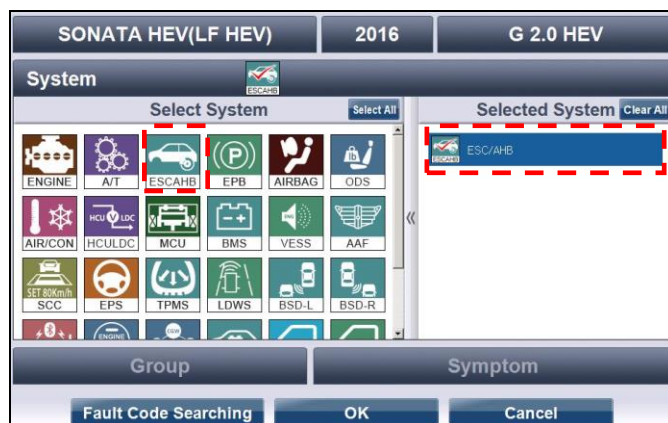 SONATA HEV(LF HEV) 2016 G 2.0 HEV
System ESCAHB
Select System Select All Selected System Clear All
ESCAHB ESC/AHB
ENGINE A/T ESCAHB EPB AIRBAG ODS
AIR/CON HCULDC MCU BMS VESS AAF
SET 80Km/h
SCC EPS TPMS LDWS BSD-L BSD-R
ENGINE
Group Symptom
Fault Code Searching OK Cancel